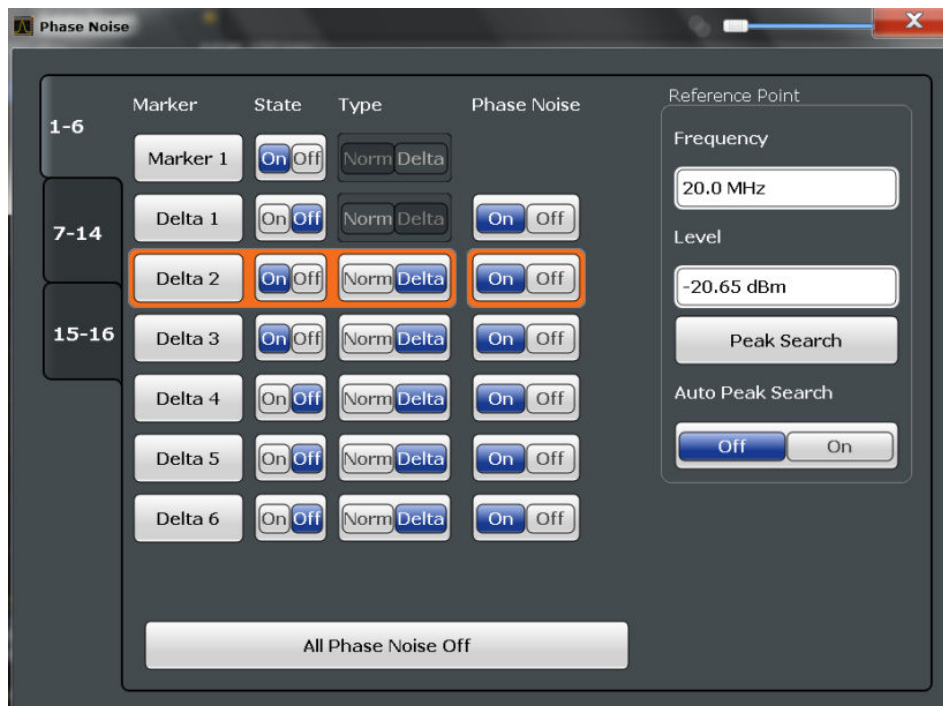 Phase Noise
X
1-6
7-14
15-16
Marker State Type Phase Noise
Marker 1 On Off Norm Delta
Delta 1 On Off Norm Delta On Off
Delta 2 On Off Norm Delta On Off
Delta 3 On Off Norm Delta On Off
Delta 4 On Off Norm Delta On Off
Delta 5 On Off Norm Delta On Off
Delta 6 On Off Norm Delta On Off
All Phase Noise Off
Reference Point
Frequency
20.0 MHz
Level
-20.65 dBm
Peak Search
Auto Peak Search
Off On